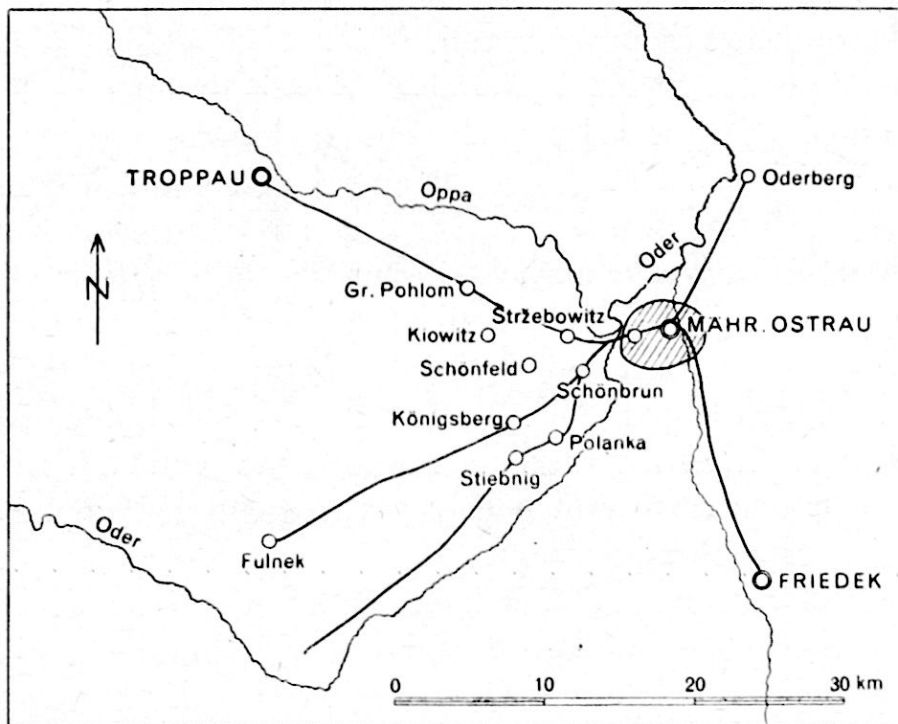 TROPPAU
Oppa
Oderberg
Oder
N
Gr. Pohlom
Stržebowitz
MÄHR. OSTRAU
Kiowitz
Schönfeld
Schönbrun
Königsberg
Polanka
Stiebnig
Oder
Fulnek
FRIEDEK
0 10 20 30 km